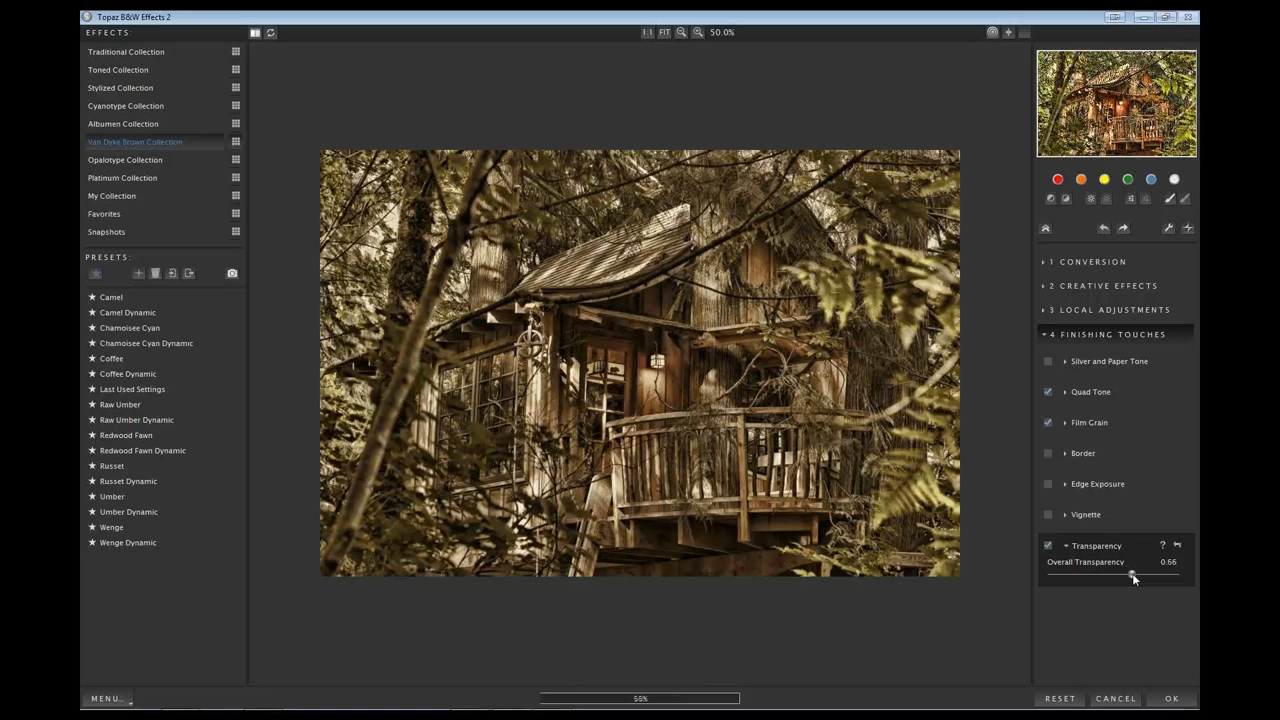 Topaz B&W Effects 2
EFFECTS:
1:1 FIT 50.0%
Traditional Collection
Toned Collection
Stylized Collection
Cyanotype Collection
Albumen Collection
Van Dyke Brown Collection
Opalotype Collection
Platinum Collection
My Collection
Favorites
Snapshots
PRESETS:
Camel
Camel Dynamic
Chamoisee Cyan
Chamoisee Cyan Dynamic
Coffee
Coffee Dynamic
Last Used Settings
Raw Umber
Raw Umber Dynamic
Redwood Fawn
Redwood Fawn Dynamic
Russet
Russet Dynamic
Umber
Umber Dynamic
Wenge
Wenge Dynamic
MENU...
1 CONVERSION
2 CREATIVE EFFECTS
3 LOCAL ADJUSTMENTS
4 FINISHING TOUCHES
Silver and Paper Tone
Quad Tone
Film Grain
Border
Edge Exposure
Vignette
Transparency ?
Overall Transparency 0.66
RESET CANCEL OK